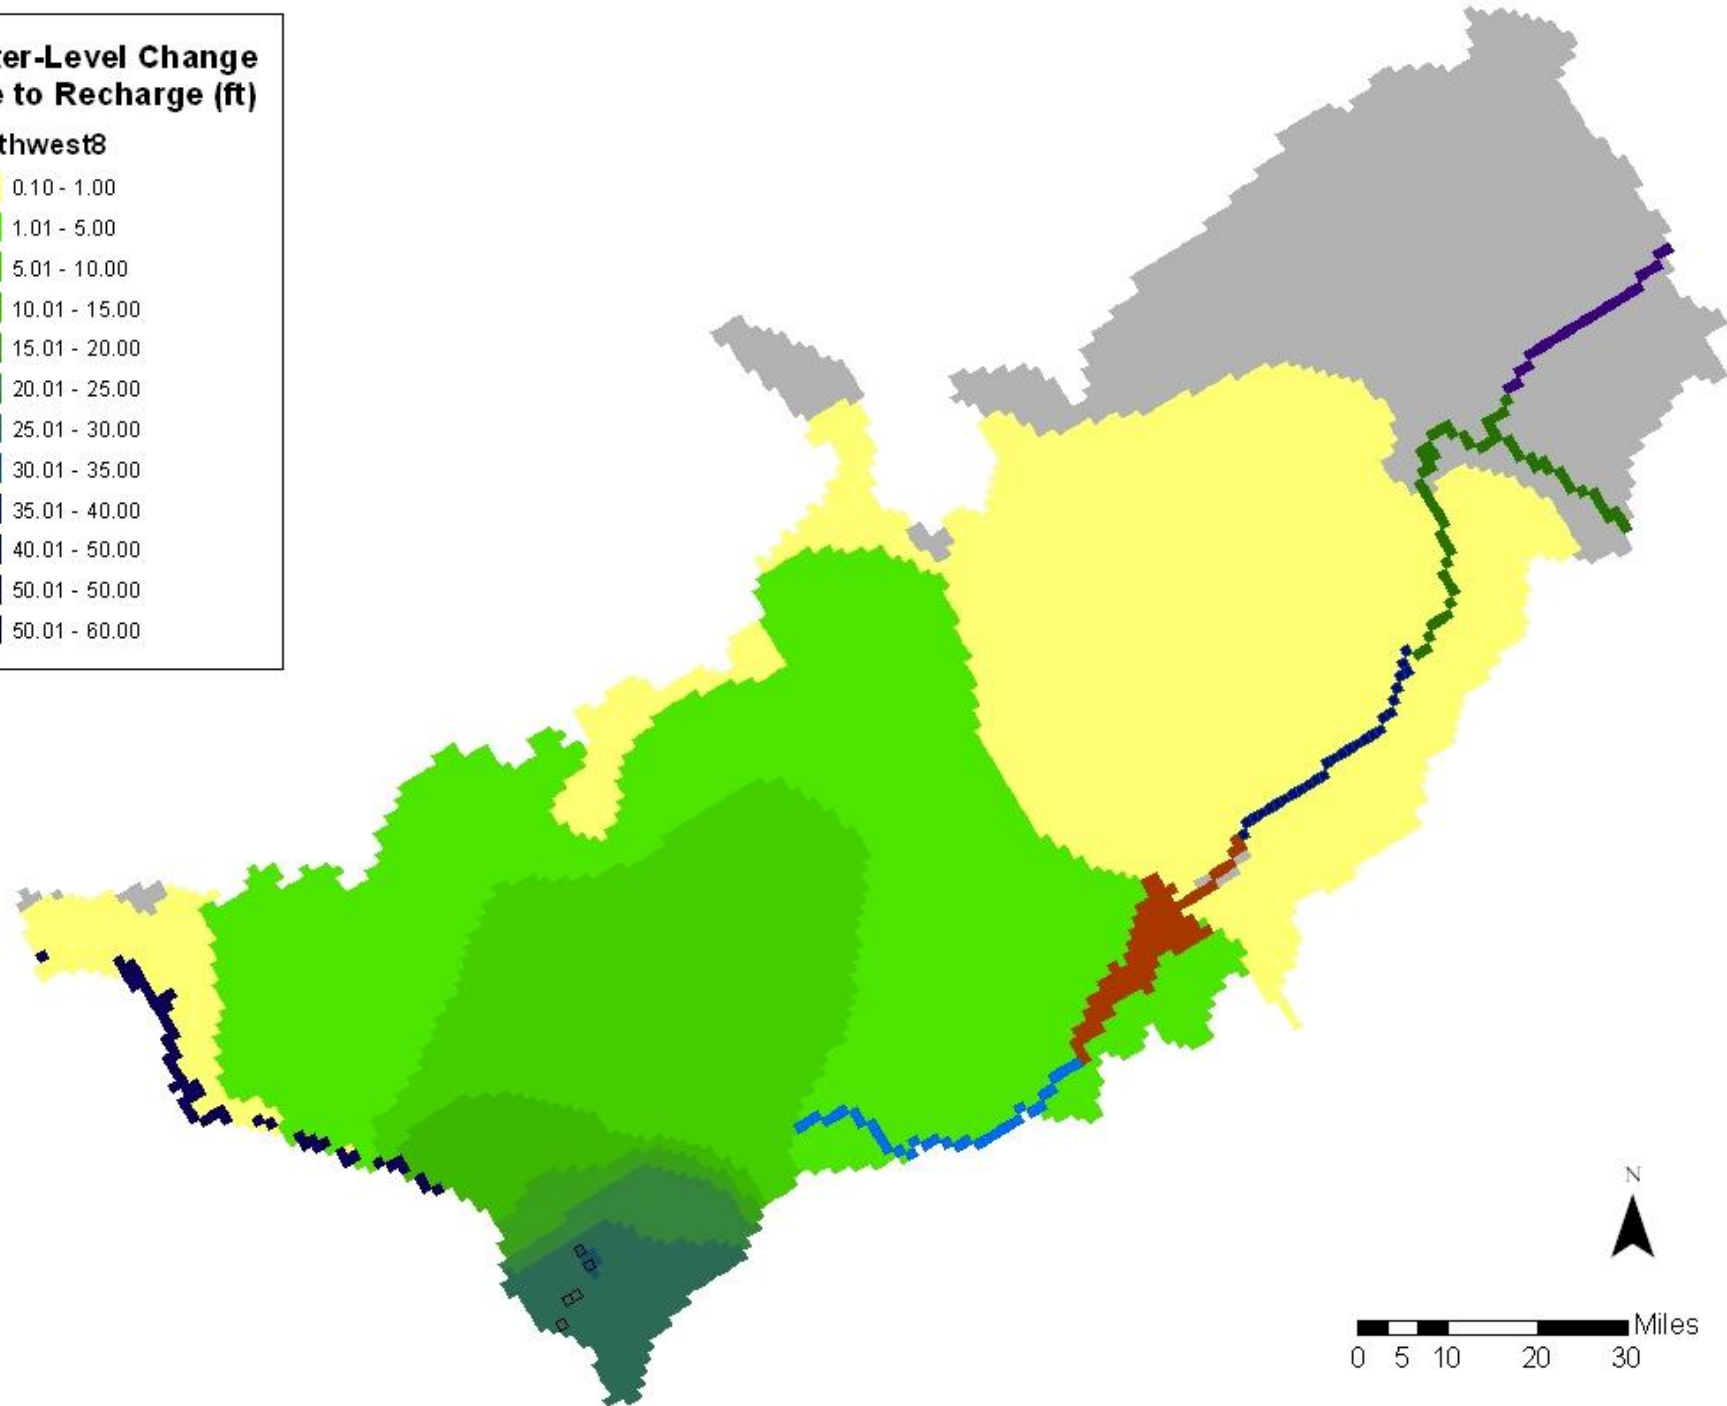 ter-Level Change
e to Recharge (ft)
thwest8
0.10 - 1.00
1.01 - 5.00
5.01 - 10.00
10.01 - 15.00
15.01 - 20.00
20.01 - 25.00
25.01 - 30.00
30.01 - 35.00
35.01 - 40.00
40.01 - 50.00
50.01 - 50.00
50.01 - 60.00
N
Miles
0 5 10 20 30